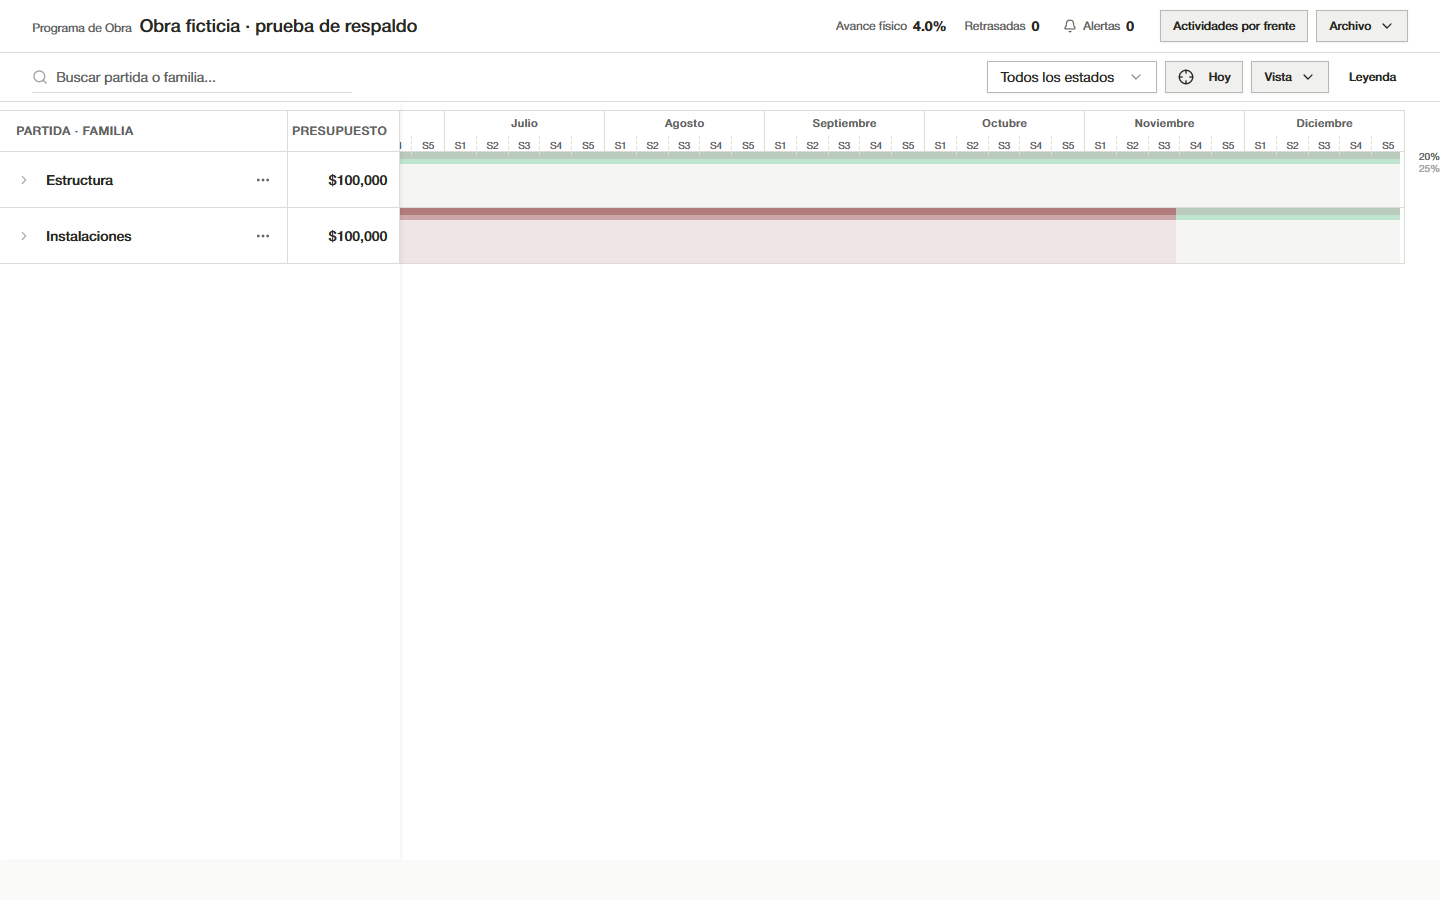 Programa de Obra Obra ficticia · prueba de respaldo
Avance físico 4.0% Retrasadas 0 Alertas 0 Actividades por frente Archivo
Buscar partida o familia... Todos los estados Hoy Vista Leyenda
PARTIDA · FAMILIA PRESUPUESTO Julio Agosto Septiembre Octubre Noviembre Diciembre
S5 S1 S2 S3 S4 S5 S1 S2 S3 S4 S5 S1 S2 S3 S4 S5 S1 S2 S3 S4 S5 S1 S2 S3 S4 S5 S1 S2 S3 S4 S5
20%
25%
Estructura $100,000
Instalaciones $100,000